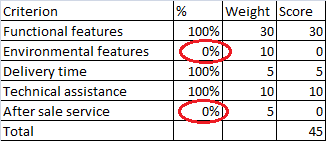 Criterion % Weight Score
Functional features 100% 30 30
Environmental features 0% 10 0
Delivery time 100% 5 5
Technical assistance 100% 10 10
After sale service 0% 5 0
Total 45